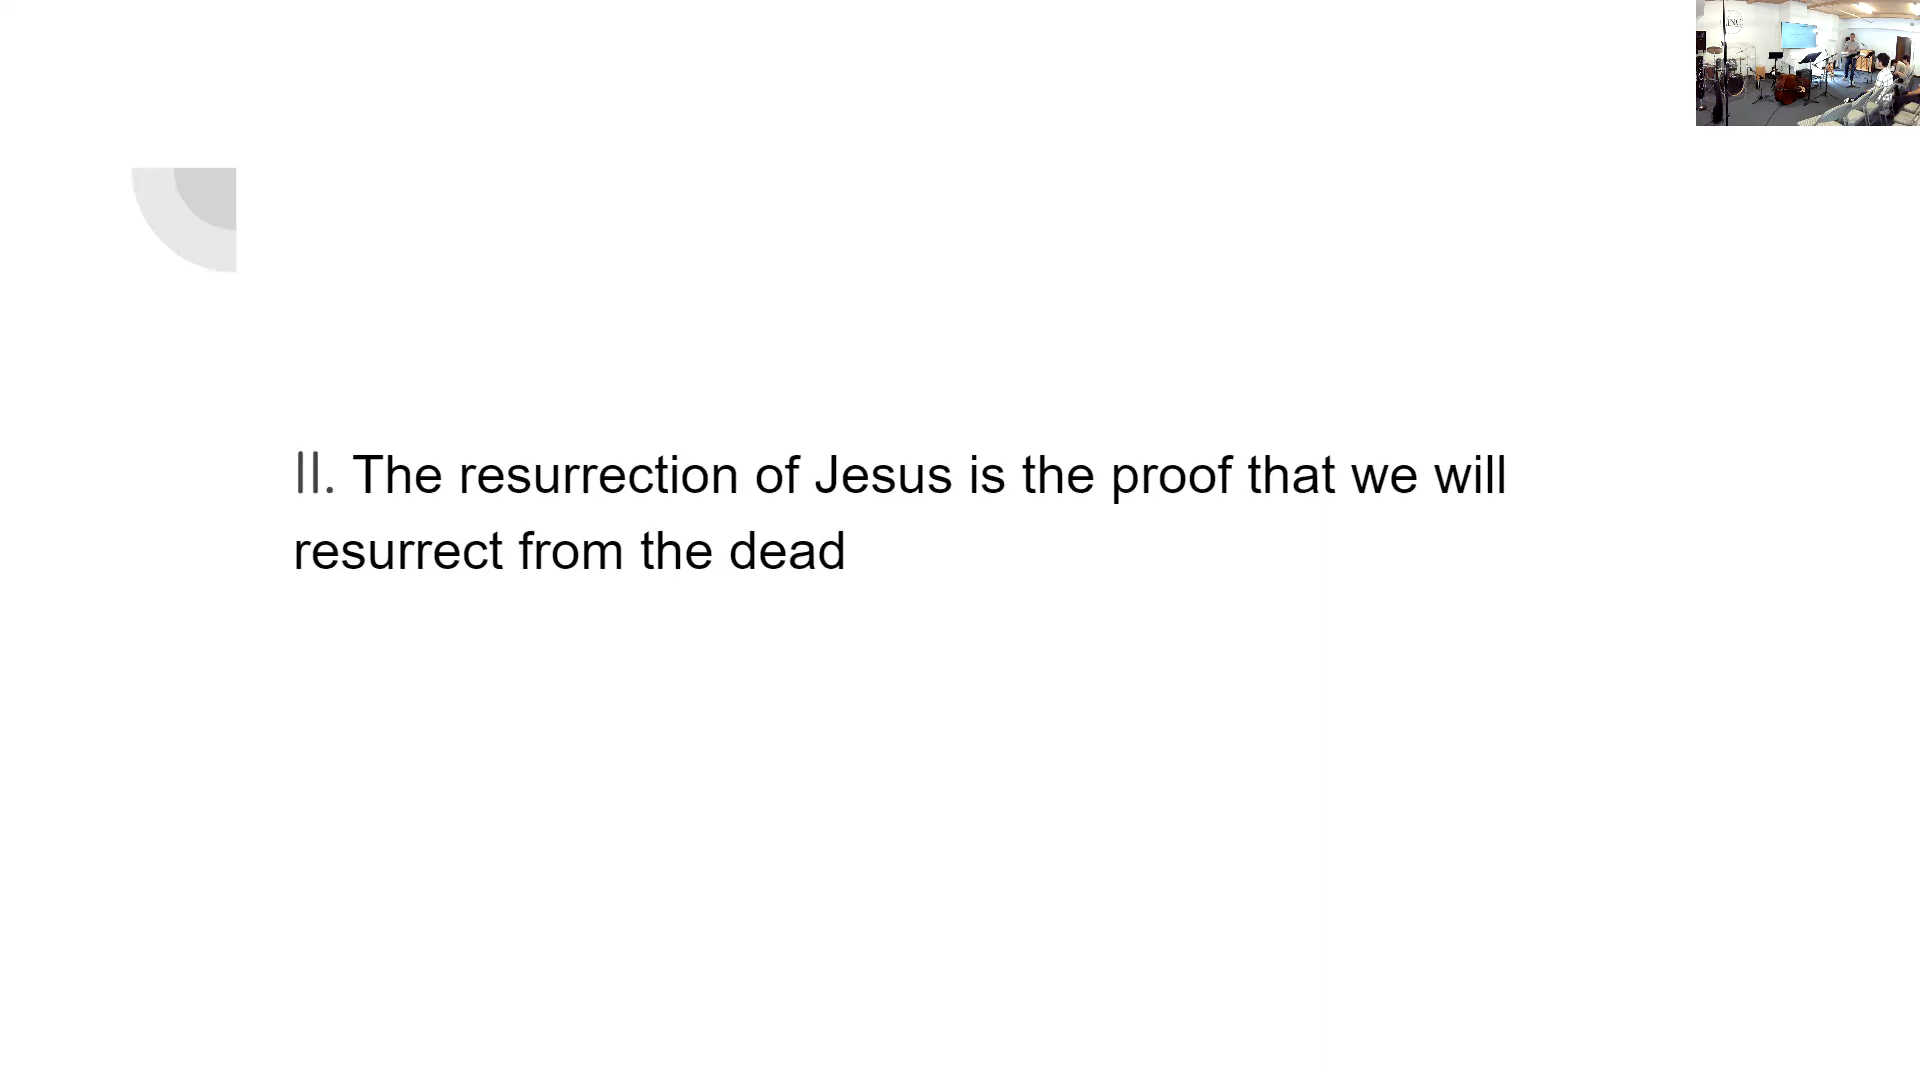 II. The resurrection of Jesus is the proof that we will
resurrect from the dead